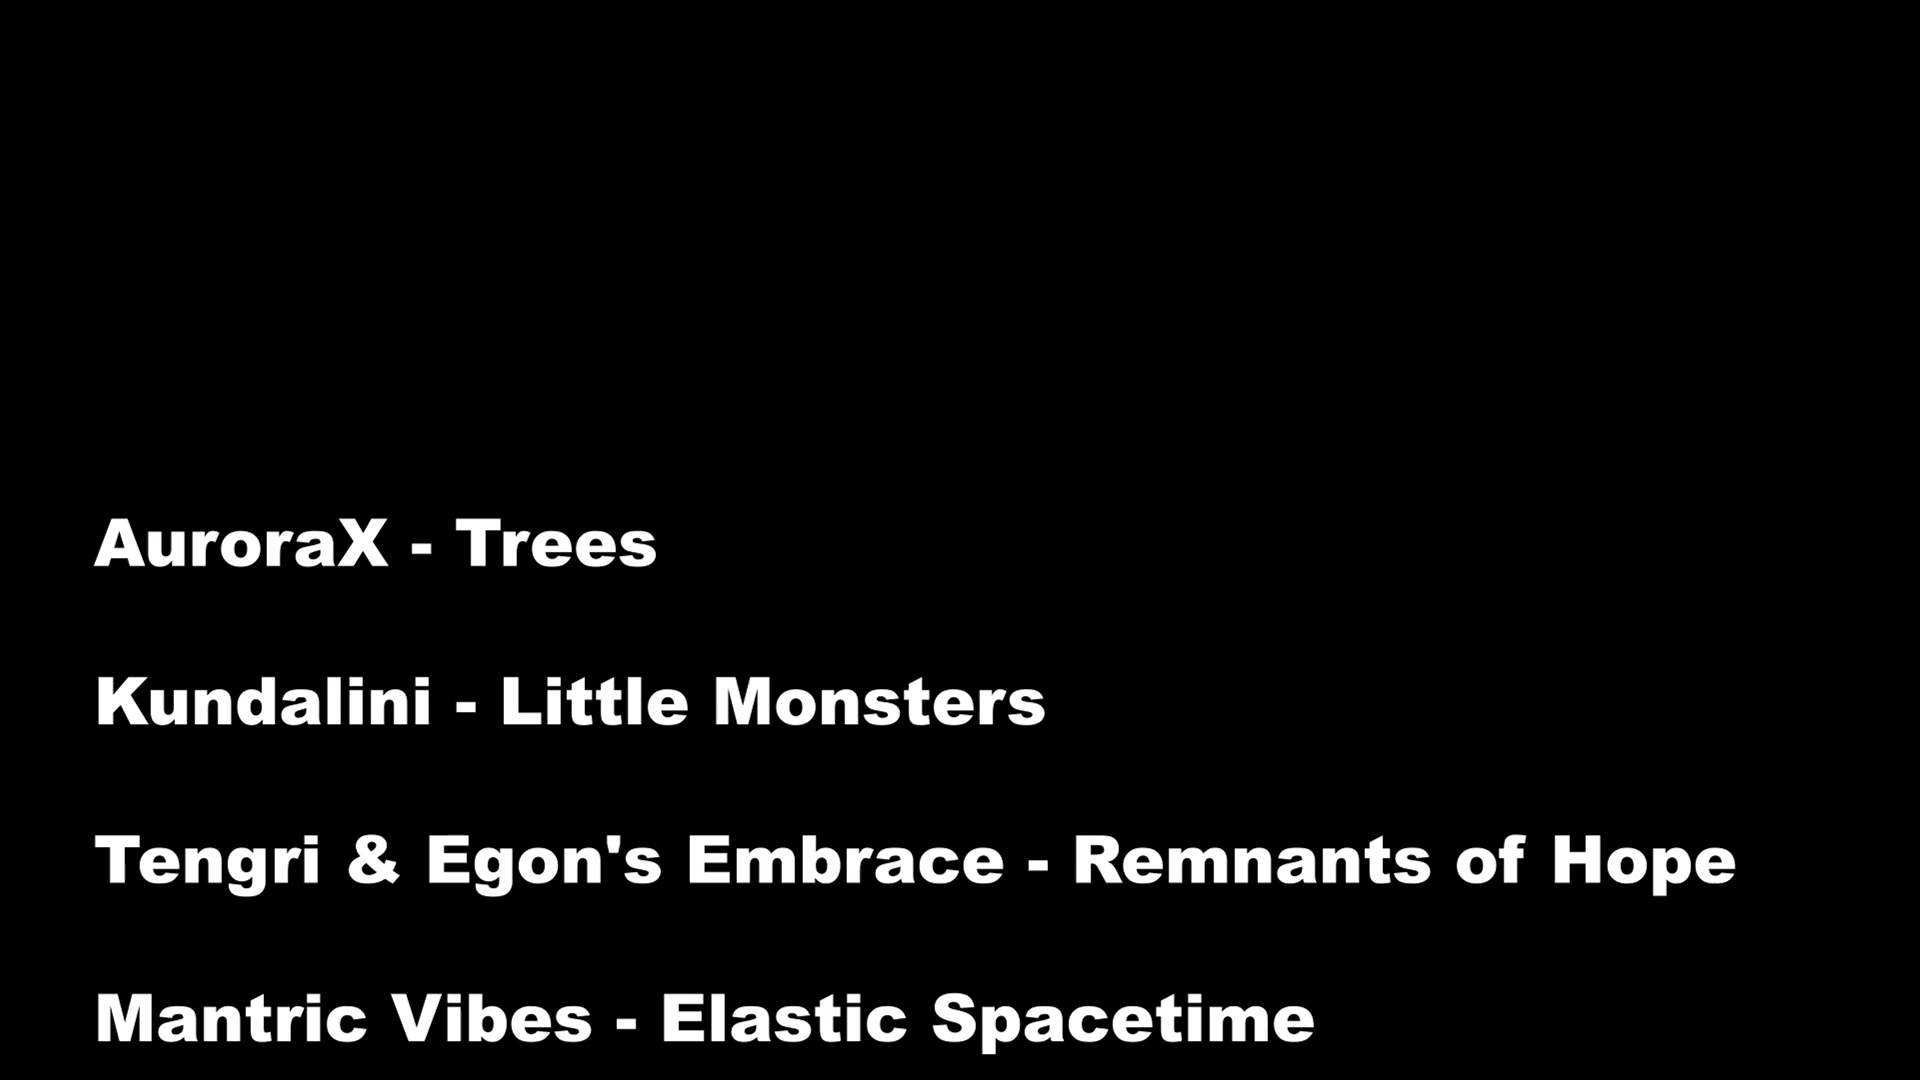 AuroraX - Trees
Kundalini - Little Monsters
Tengri & Egon's Embrace - Remnants of Hope
Mantric Vibes - Elastic Spacetime